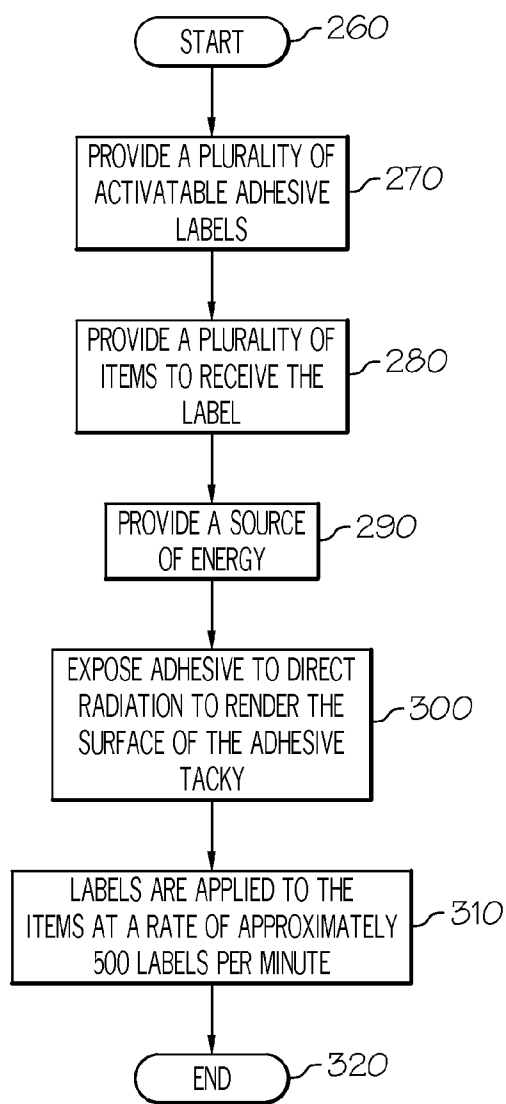 START
260
PROVIDE A PLURALITY OF
ACTIVATABLE ADHESIVE
LABELS
270
PROVIDE A PLURALITY OF
ITEMS TO RECEIVE THE
LABEL
280
PROVIDE A SOURCE
OF ENERGY
290
EXPOSE ADHESIVE TO DIRECT
RADIATION TO RENDER THE
SURFACE OF THE ADHESIVE
TACKY
300
LABELS ARE APPLIED TO THE
ITEMS AT A RATE OF APPROXIMATELY
500 LABELS PER MINUTE
310
END
320